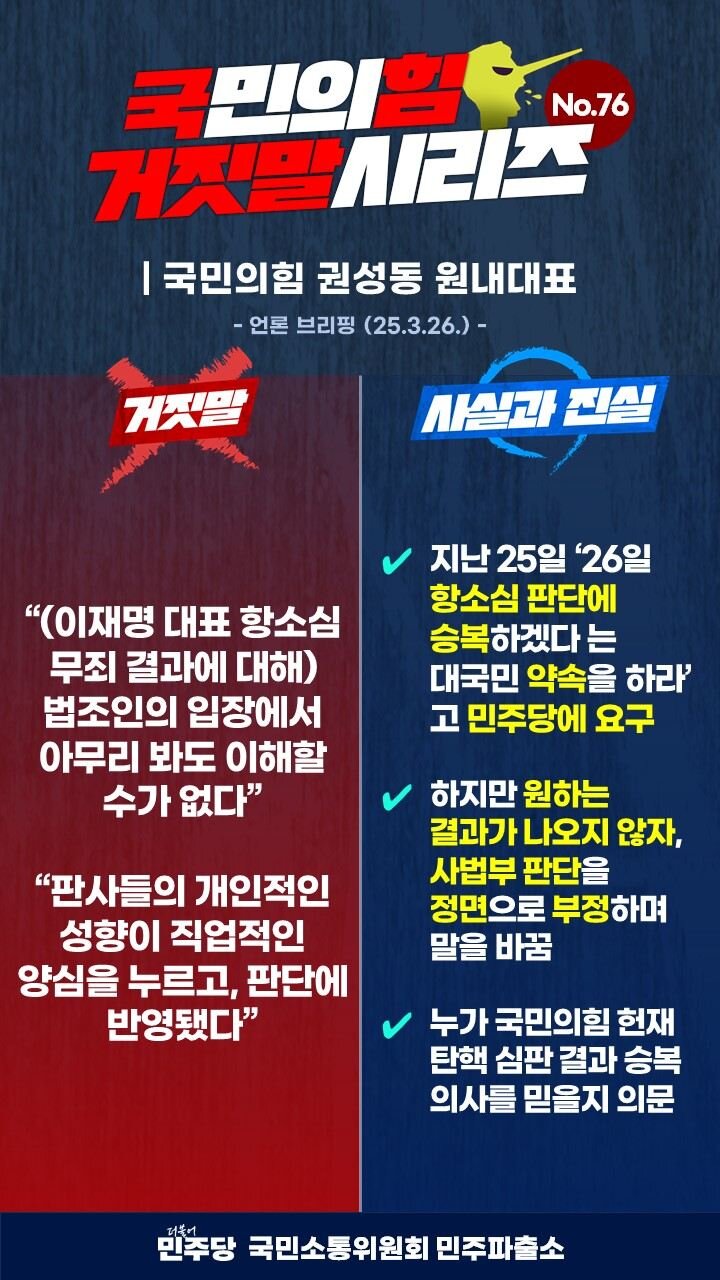 국민의힘
No.76
거짓말시리즈
| 국민의힘 권성동 원내대표
- 언론 브리핑 (25.3.26.) -
거짓말
“(이재명 대표 항소심
무죄 결과에 대해)
법조인의 입장에서
아무리 봐도 이해할
수가 없다”
“판사들의 개인적인
성향이 직업적인
양심을 누르고, 판단에
반영됐다”
사실과 진실
✔ 지난 25일 ‘26일
항소심 판단에
승복하겠다 는
대국민 약속을 하라’
고 민주당에 요구
✔ 하지만 원하는
결과가 나오지 않자,
사법부 판단을
정면으로 부정하며
말을 바꿈
✔ 누가 국민의힘 헌재
탄핵 심판 결과 승복
의사를 믿을지 의문
더불어
민주당 국민소통위원회 민주파출소